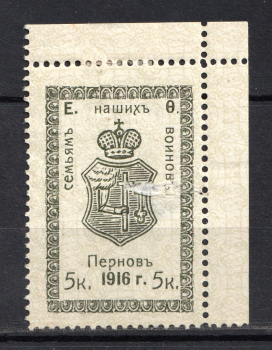 Е. нашихъ Ѳ.
семьямъ
воиновъ
Перновъ
5к. 1916 г. 5к.